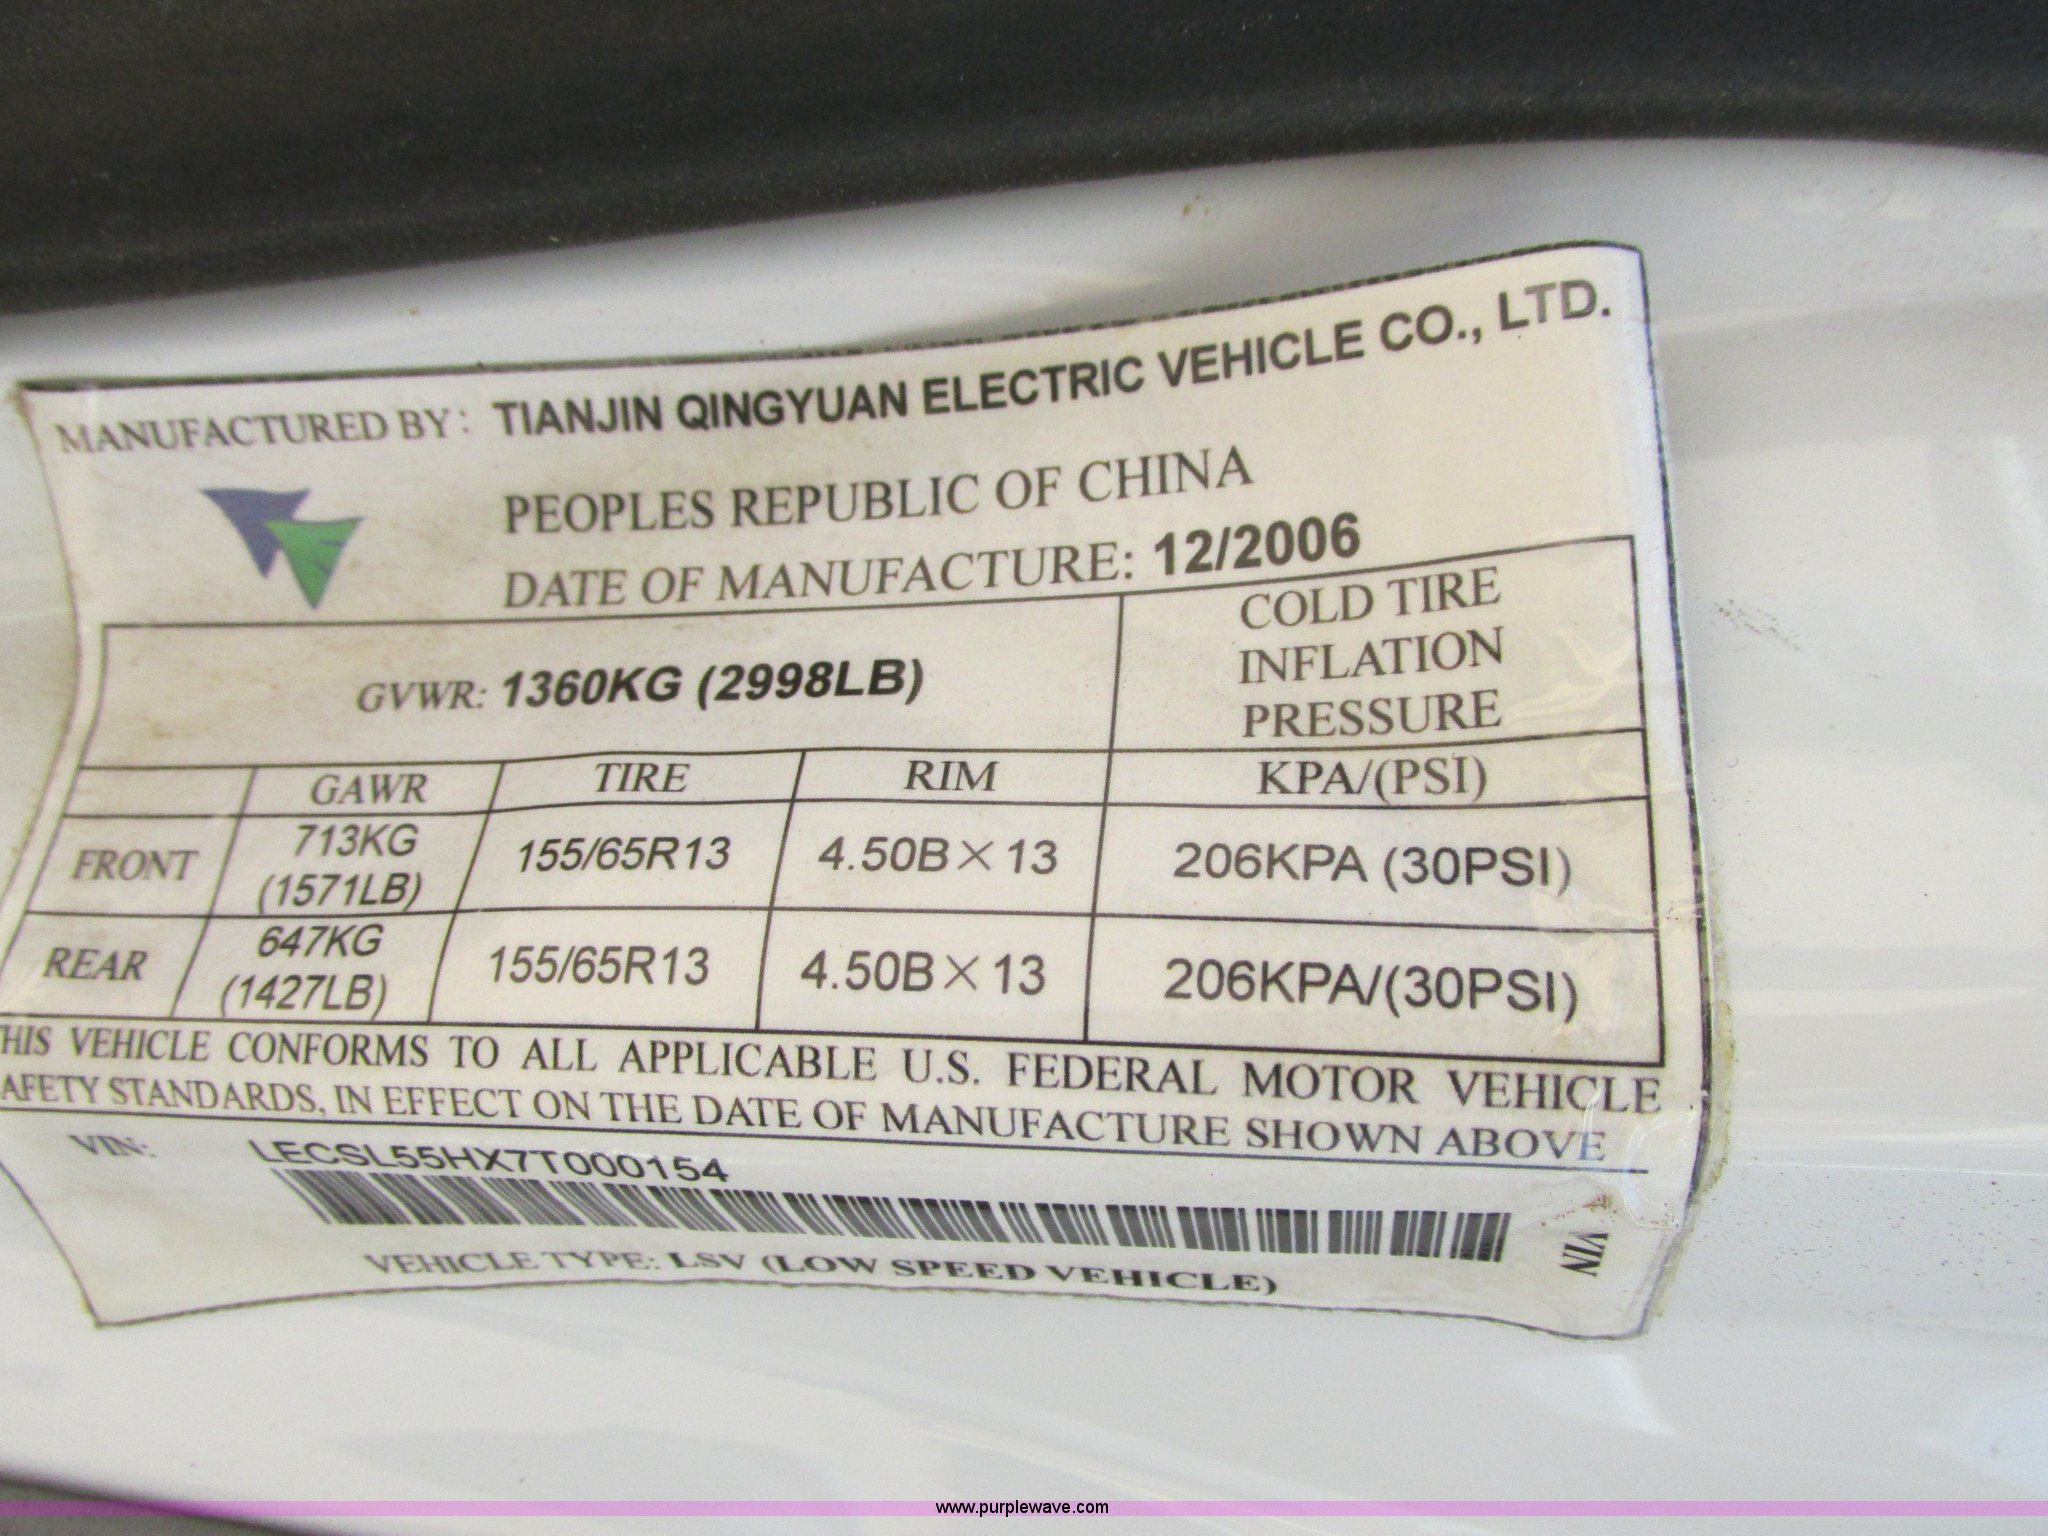 MANUFACTURED BY: TIANJIN QINGYUAN ELECTRIC VEHICLE CO., LTD.
PEOPLES REPUBLIC OF CHINA
DATE OF MANUFACTURE: 12/2006
GVWR: 1360KG (2998LB)
COLD TIRE
INFLATION
PRESSURE
GAWR TIRE RIM KPA/(PSI)
FRONT 713KG (1571LB) 155/65R13 4.50B×13 206KPA (30PSI)
REAR 647KG (1427LB) 155/65R13 4.50B×13 206KPA/(30PSI)
HIS VEHICLE CONFORMS TO ALL APPLICABLE U.S. FEDERAL MOTOR VEHICLE
AFETY STANDARDS, IN EFFECT ON THE DATE OF MANUFACTURE SHOWN ABOVE
VIN: LECSL55HX7T000154
VIN
VEHICLE TYPE: LSV (LOW SPEED VEHICLE)
www.purplewave.com